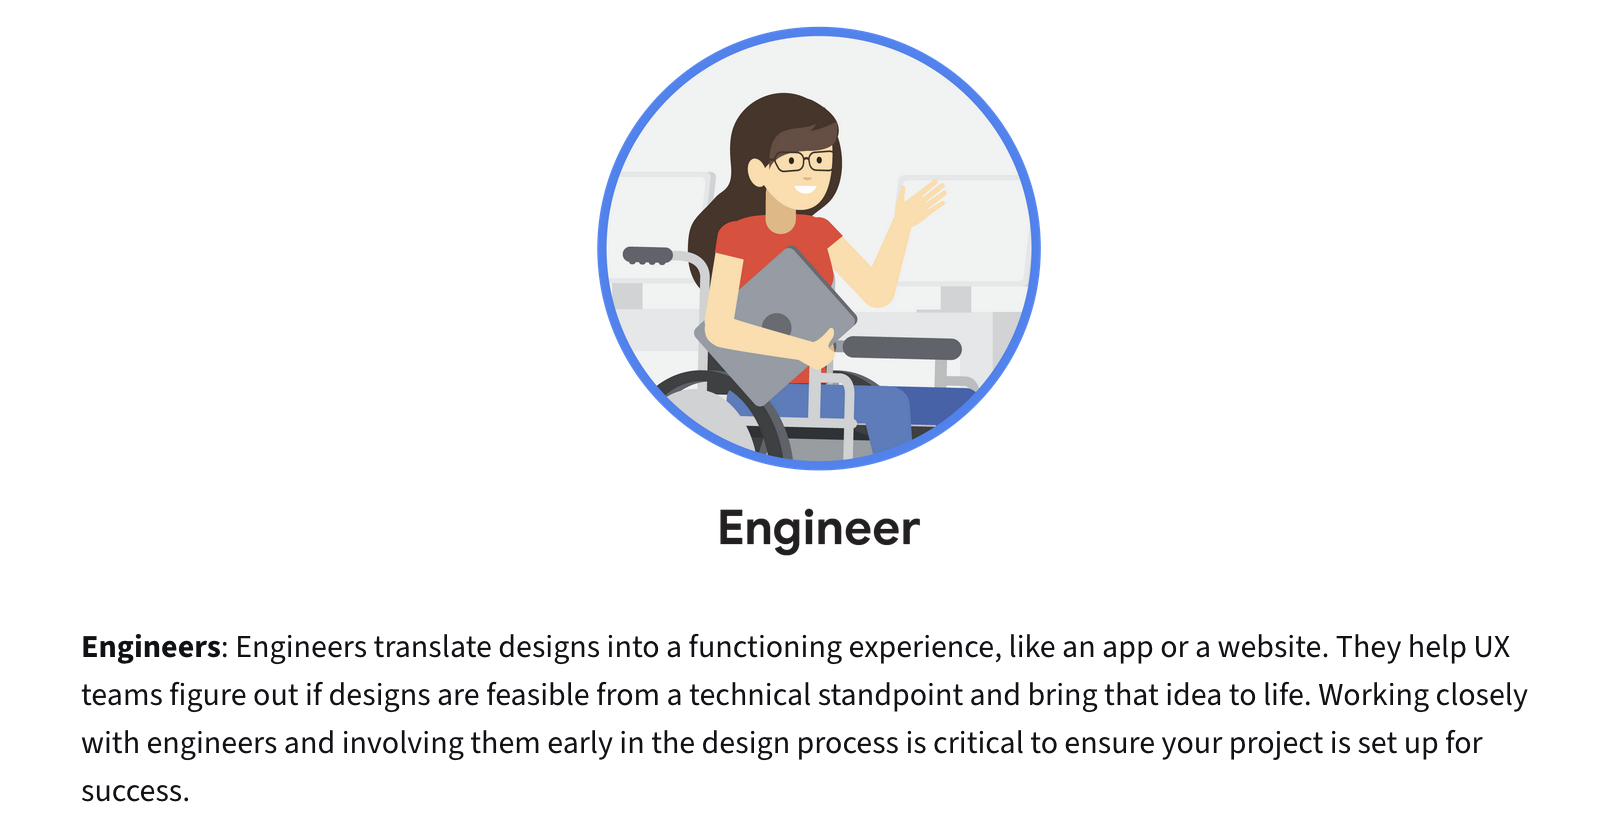 Engineer
Engineers: Engineers translate designs into a functioning experience, like an app or a website. They help UX
teams figure out if designs are feasible from a technical standpoint and bring that idea to life. Working closely
with engineers and involving them early in the design process is critical to ensure your project is set up for
success.